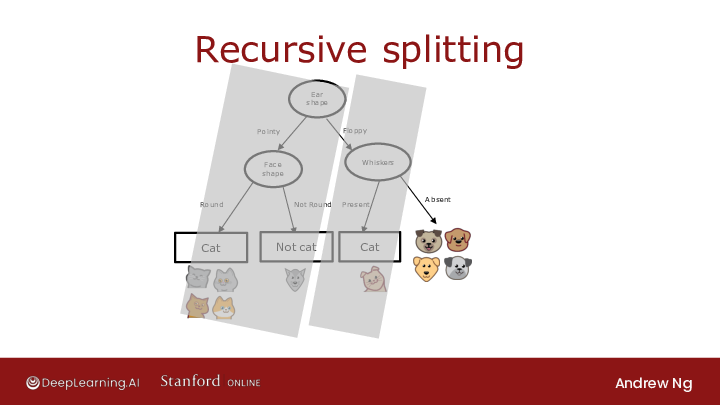 Recursive splitting
Ear
shape
Pointy
Floppy
Face
shape
Whiskers
Round
Not Round
Present
Absent
Cat
Not cat
Cat
DeepLearning.AI
Stanford ONLINE
Andrew Ng